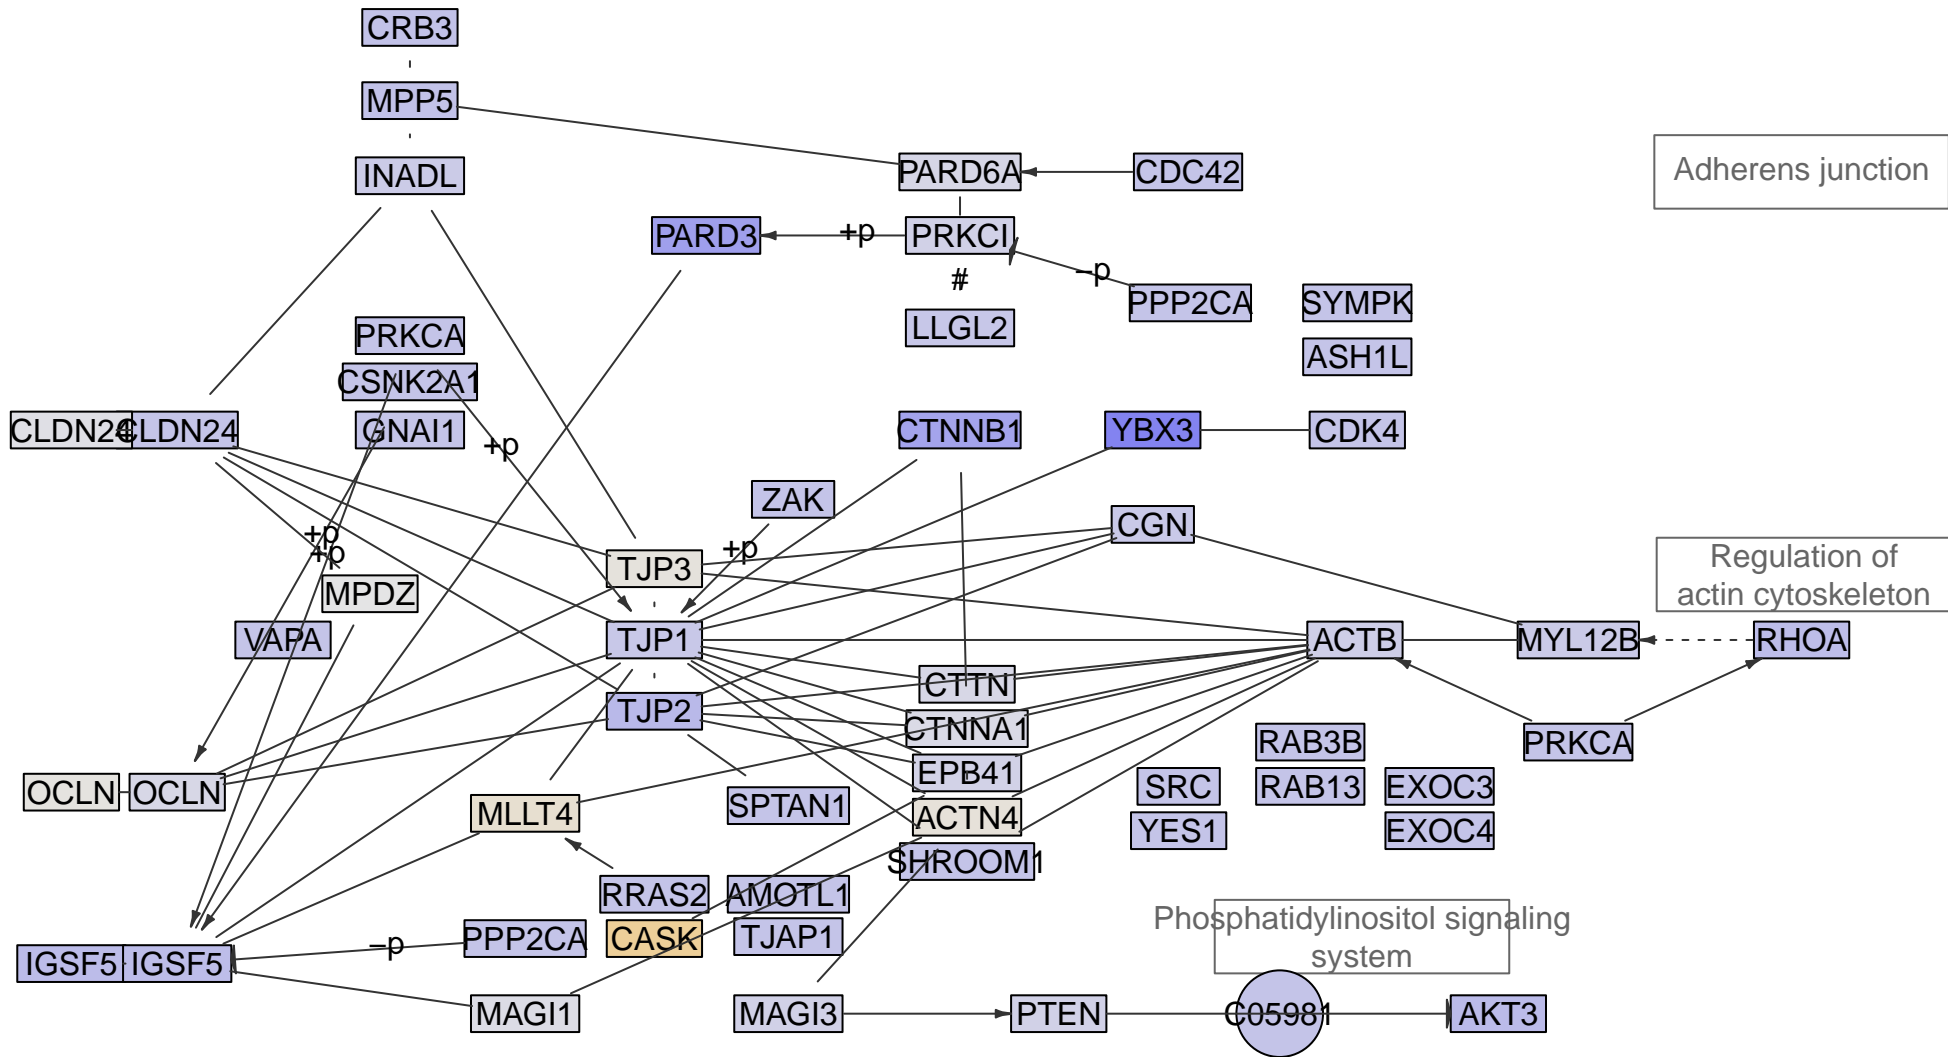 CRB3
MPP5
INADL
PARD6A
CDC42
Adherens junction
PARD3
+p
PRKCI
#
−p
PPP2CA
SYMPK
LLGL2
ASH1L
PRKCA
CSNK2A1
GNAI1
CLDN24
CLDN24
+p
CTNNB1
YBX3
CDK4
ZAK
CGN
+p
+p
+p
TJP3
MPDZ
Regulation of
actin cytoskeleton
VAPA
TJP1
ACTB
MYL12B
RHOA
CTTN
TJP2
CTNNA1
RAB3B
PRKCA
EPB41
OCLN
OCLN
SRC
RAB13
EXOC3
MLLT4
SPTAN1
ACTN4
YES1
EXOC4
SHROOM1
RRAS2
AMOTL1
PPP2CA
CASK
TJAP1
−p
Phosphatidylinositol signaling
system
IGSF5
IGSF5
MAGI1
MAGI3
PTEN
C05981
AKT3